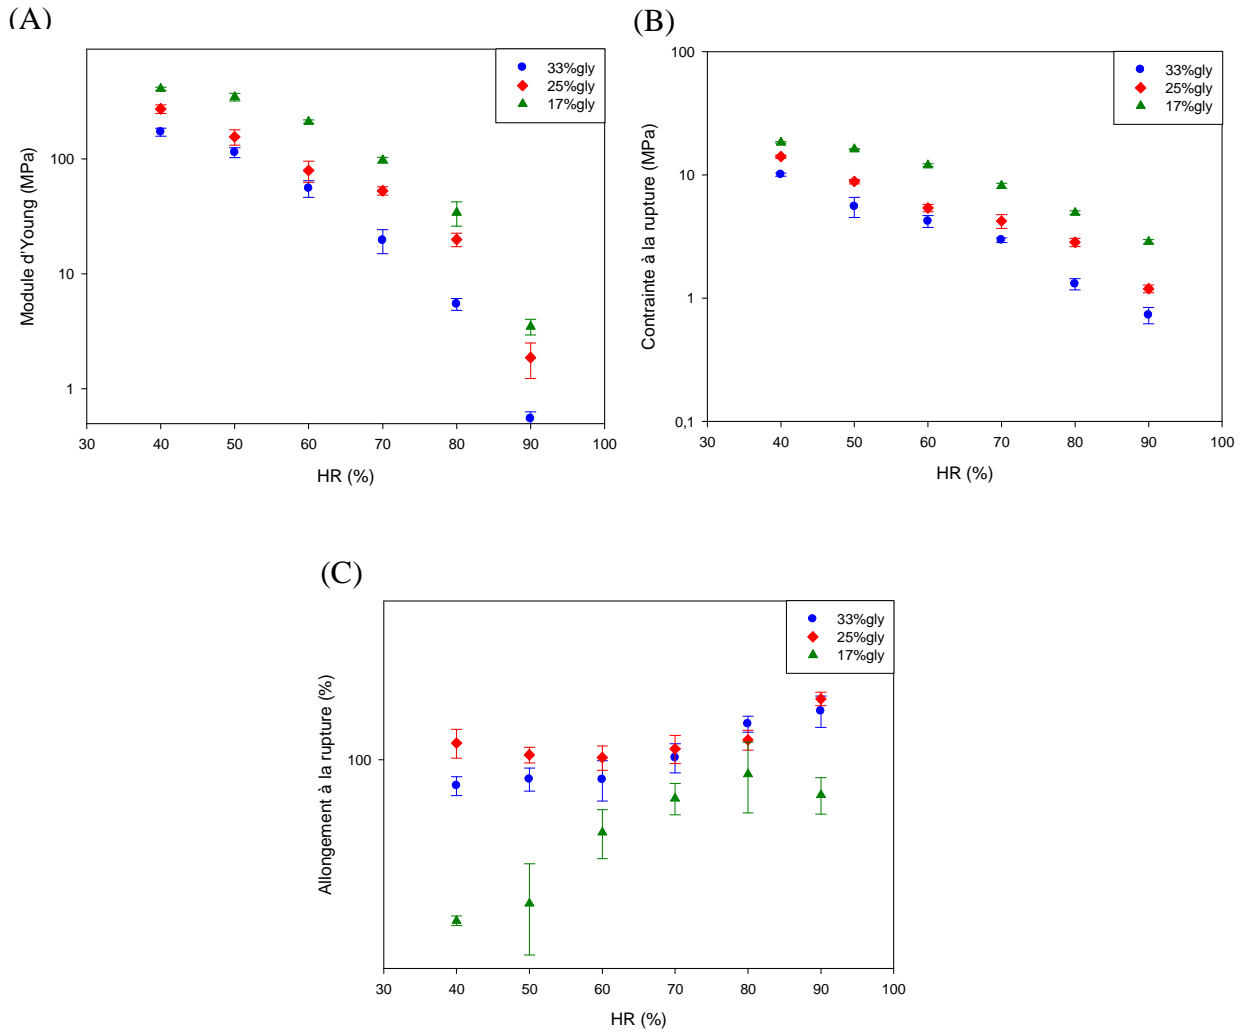 (A)
33%gly
25%gly
17%gly
Module d'Young (MPa)
100
10
1
30 40 50 60 70 80 90 100
HR (%)
(B)
33%gly
25%gly
17%gly
Contrainte à la rupture (MPa)
100
10
1
0,1
30 40 50 60 70 80 90 100
HR (%)
(C)
33%gly
25%gly
17%gly
Allongement à la rupture (%)
100
30 40 50 60 70 80 90 100
HR (%)